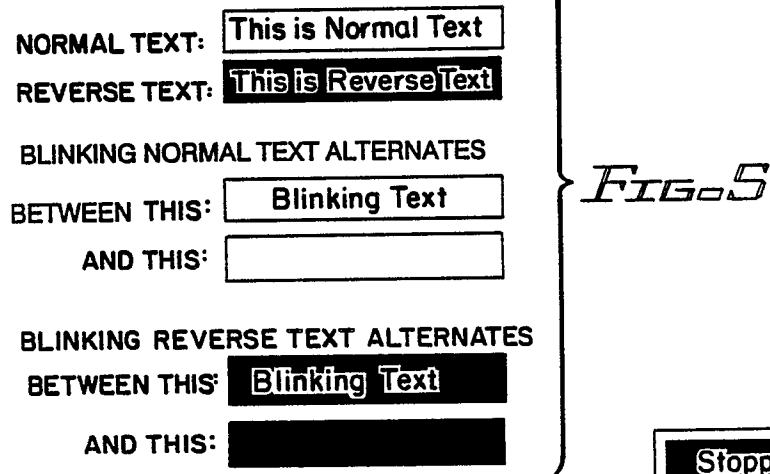 NORMAL TEXT: This is Normal Text
REVERSE TEXT: This is Reverse Text
BLINKING NORMAL TEXT ALTERNATES
BETWEEN THIS: Blinking Text
AND THIS:
BLINKING REVERSE TEXT ALTERNATES
BETWEEN THIS: Blinking Text
AND THIS:
FIG. 5